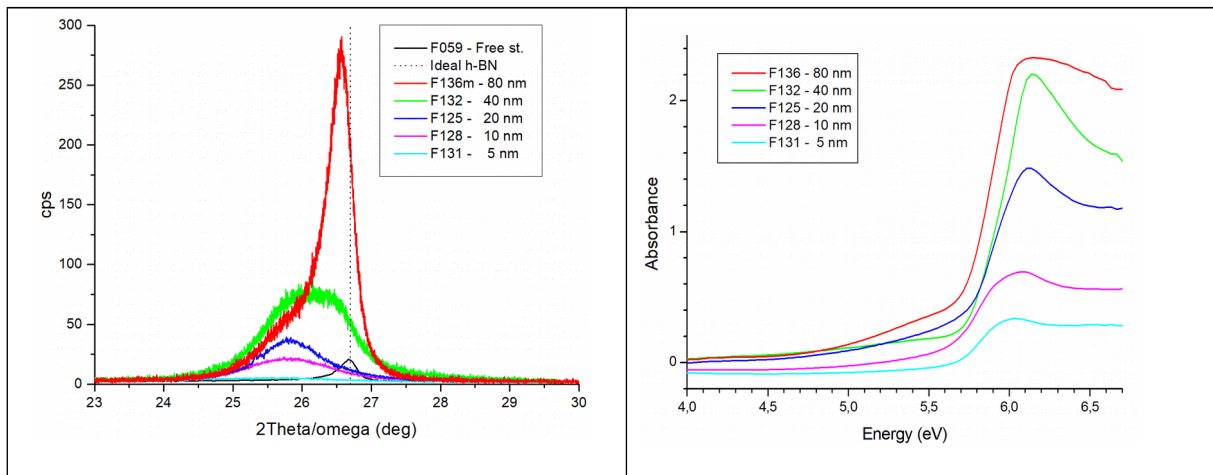 300
250
200
150
100
50
0
cps
F059 - Free st.
Ideal h-BN
F136m - 80 nm
F132 - 40 nm
F125 - 20 nm
F128 - 10 nm
F131 - 5 nm
23 24 25 26 27 28 29 30
2Theta/omega (deg)
2
1
0
Absorbance
F136 - 80 nm
F132 - 40 nm
F125 - 20 nm
F128 - 10 nm
F131 - 5 nm
4,0 4,5 5,0 5,5 6,0 6,5
Energy (eV)